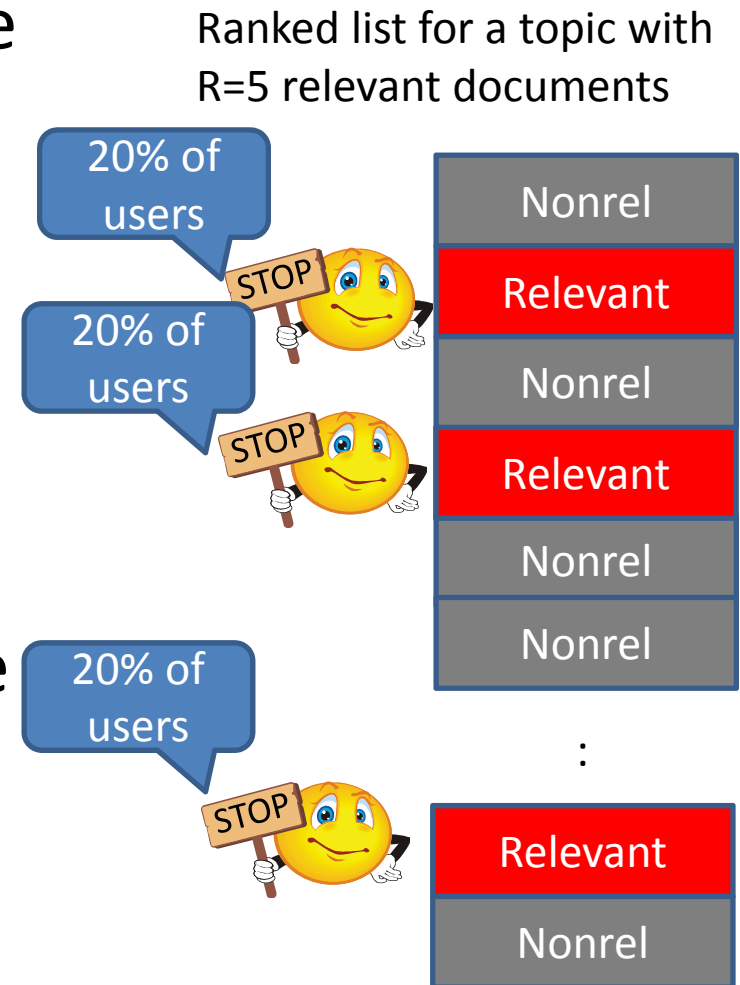 e
Ranked list for a topic with
R=5 relevant documents
20% of
users
STOP
Nonrel
Relevant
20% of
users
STOP
Nonrel
Relevant
Nonrel
Nonrel
e
20% of
users
:
STOP
Relevant
Nonrel